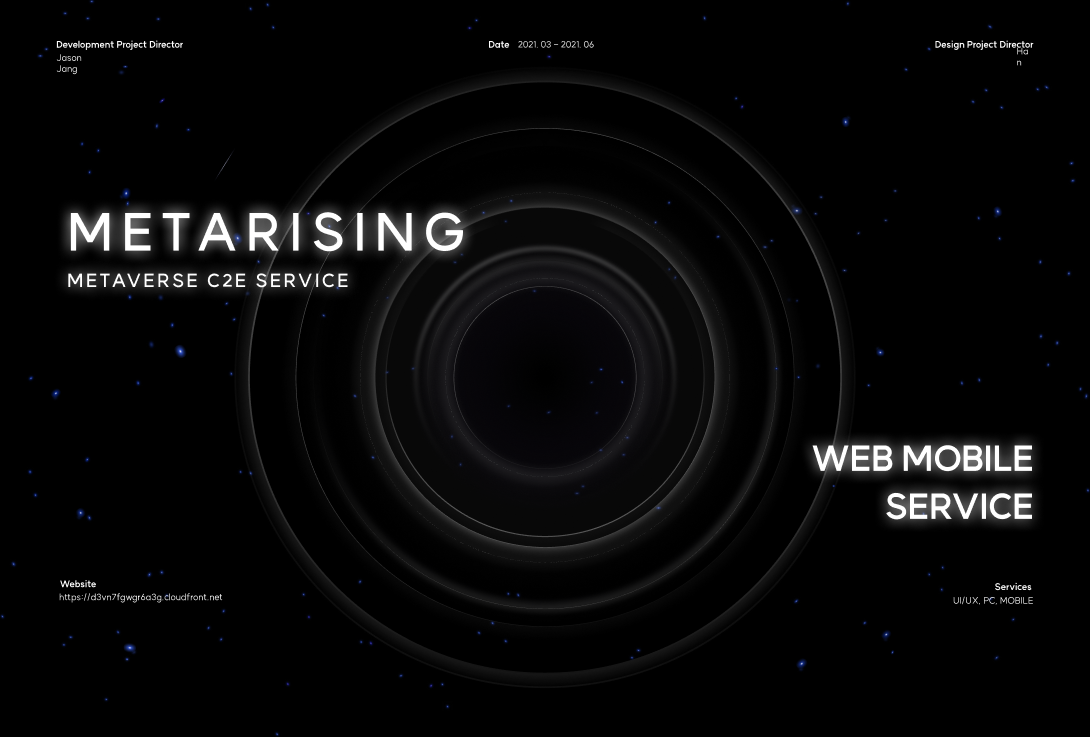 Development Project Director
Jason
Jang
Date 2021. 03 – 2021. 06
Design Project Director
Ha
n
METARISING
METAVERSE C2E SERVICE
WEB MOBILE
SERVICE
Website
https://d3vn7fgwgr6a3g.cloudfront.net
Services
UI/UX, PC, MOBILE